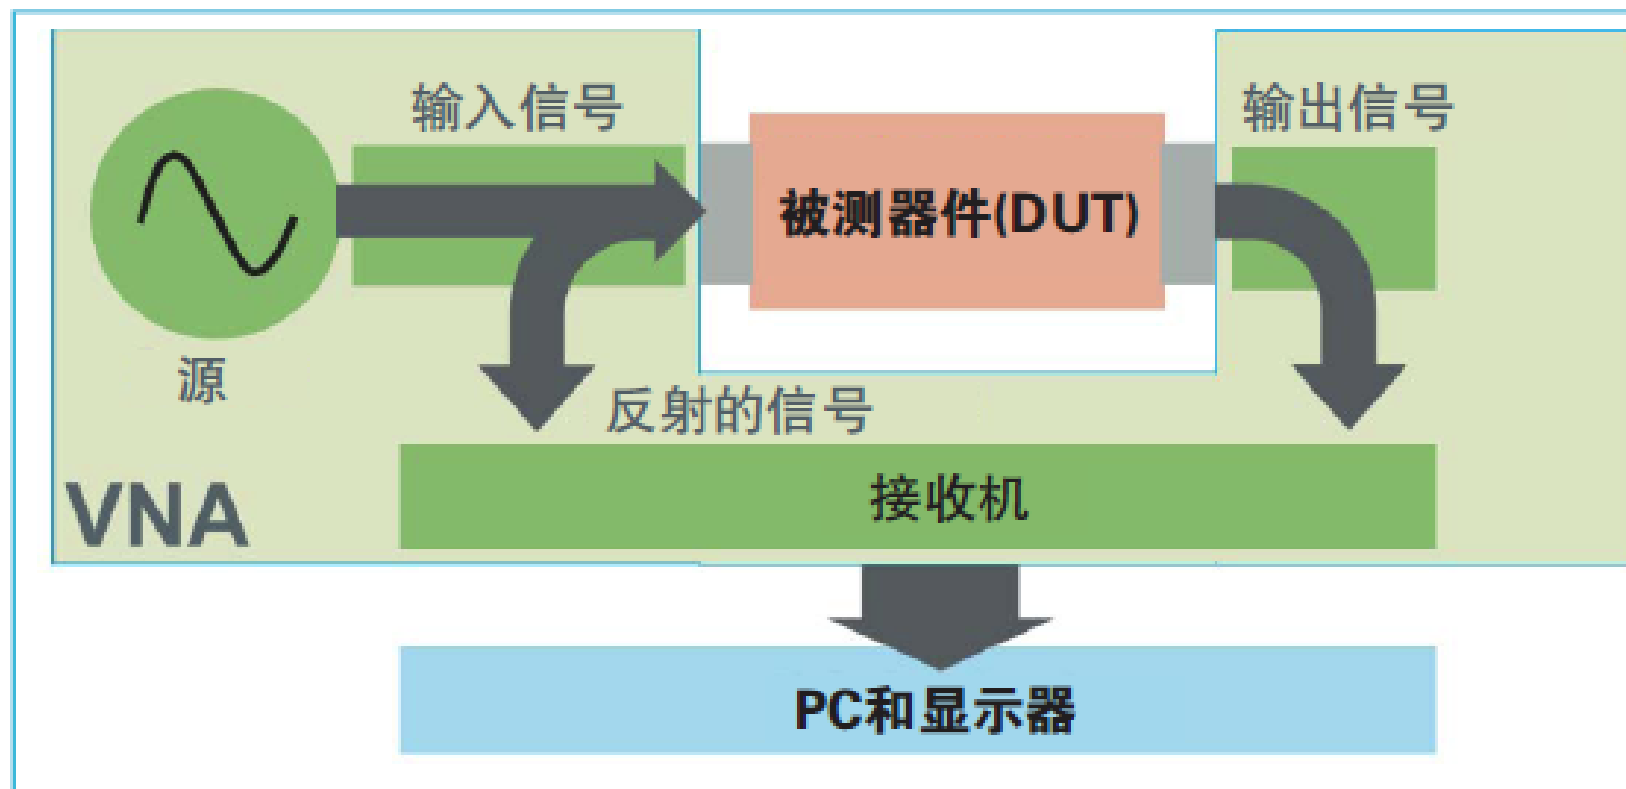 输入信号
输出信号
被测器件(DUT)
源
反射的信号
VNA
接收机
PC和显示器